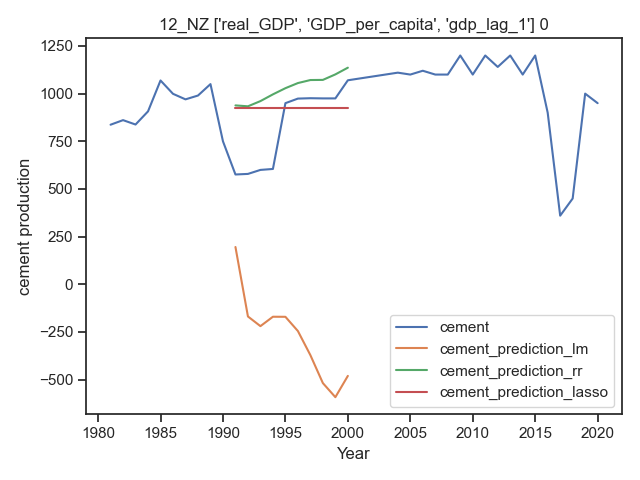 12_NZ ['real_GDP', 'GDP_per_capita', 'gdp_lag_1'] 0
1250
1000
750
500
250
0
−250
−500
cement production
cement
cement_prediction_lm
cement_prediction_rr
cement_prediction_lasso
1980 1985 1990 1995 2000 2005 2010 2015 2020
Year